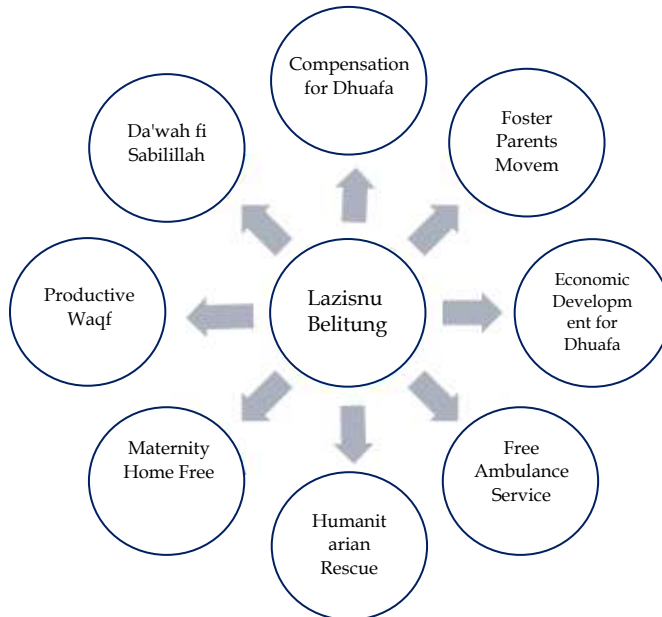 Compensation
for Dhuafa
Foster
Parents
Movem
Economic
Developm
ent for
Dhuafa
Free
Ambulance
Service
Humanit
arian
Rescue
Maternity
Home Free
Productive
Waqf
Da'wah fi
Sabilillah
Lazisnu
Belitung